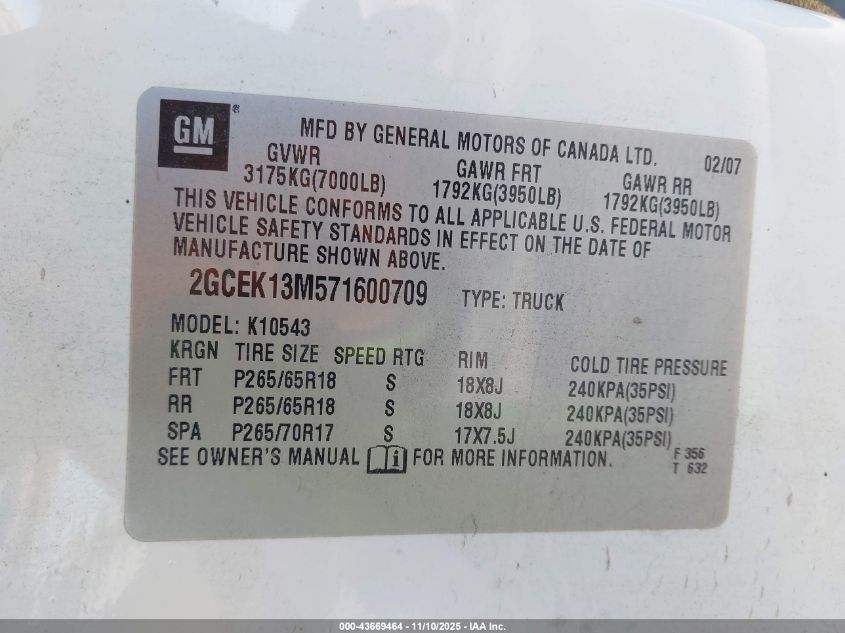 GM ®
MFD BY GENERAL MOTORS OF CANADA LTD. 02/07
GVWR GAWR FRT GAWR RR
3175KG(7000LB) 1792KG(3950LB) 1792KG(3950LB)
THIS VEHICLE CONFORMS TO ALL APPLICABLE U.S. FEDERAL MOTOR
VEHICLE SAFETY STANDARDS IN EFFECT ON THE DATE OF
MANUFACTURE SHOWN ABOVE.
2GCEK13M571600709 TYPE: TRUCK
MODEL: K10543
KRGN TIRE SIZE SPEED RTG RIM COLD TIRE PRESSURE
FRT P265/65R18 S 18X8J 240KPA(35PSI)
RR P265/65R18 S 18X8J 240KPA(35PSI)
SPA P265/70R17 S 17X7.5J 240KPA(35PSI)
SEE OWNER'S MANUAL i FOR MORE INFORMATION.
F 356
T 632
000-43669464 - 11/10/2025 - IAA Inc.